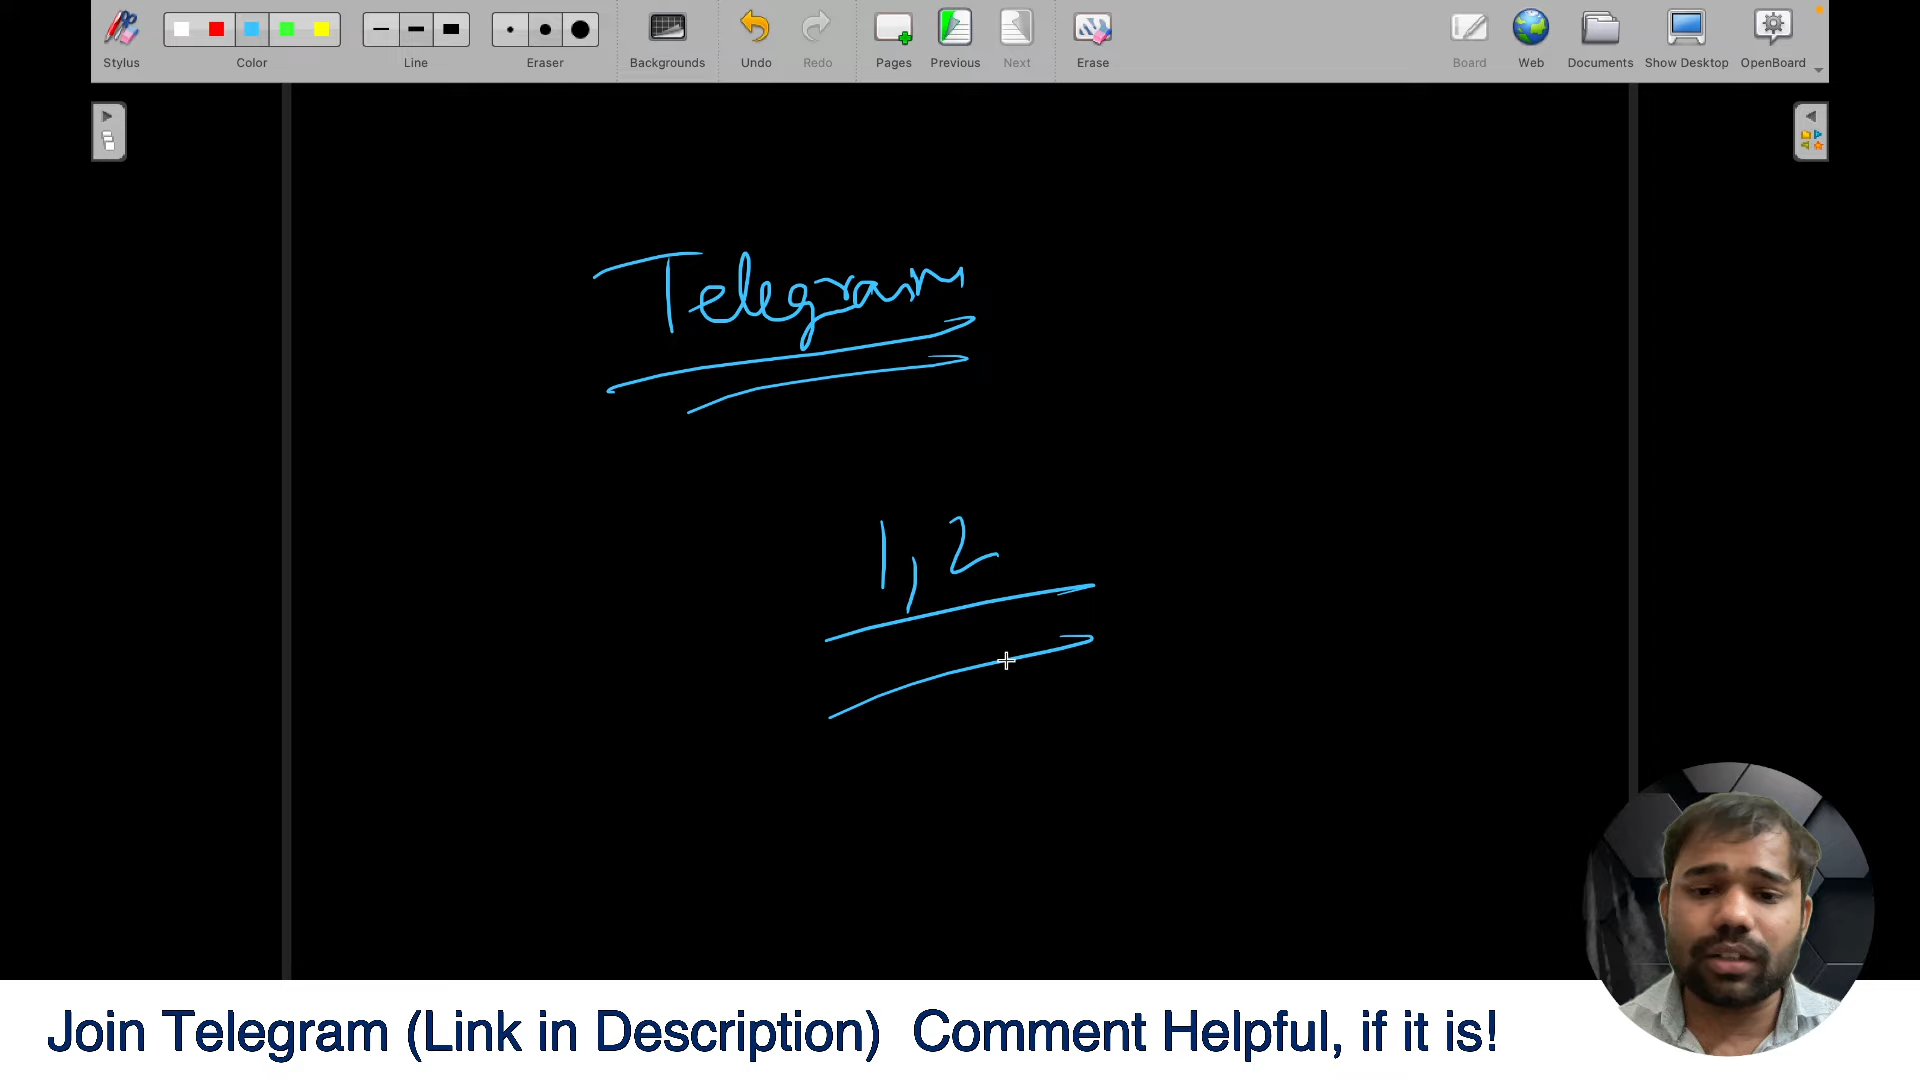 Stylus Color Line Eraser Backgrounds Undo Redo Pages Previous Next Erase Board Web Documents Show Desktop OpenBoard
Telegram
1, 2
Join Telegram (Link in Description) Comment Helpful, if it is!